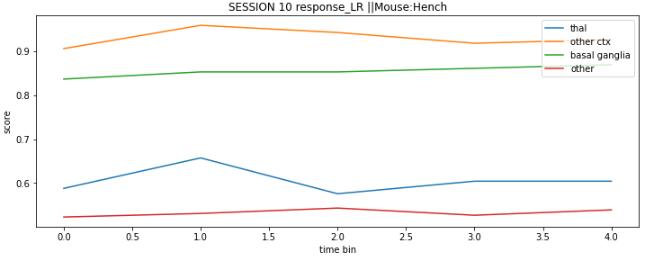 SESSION 10 response_LR ||Mouse:Hench
thal
other ctx
basal ganglia
other
score
0.9
0.8
0.7
0.6
0.0 0.5 1.0 1.5 2.0 2.5 3.0 3.5 4.0
time bin